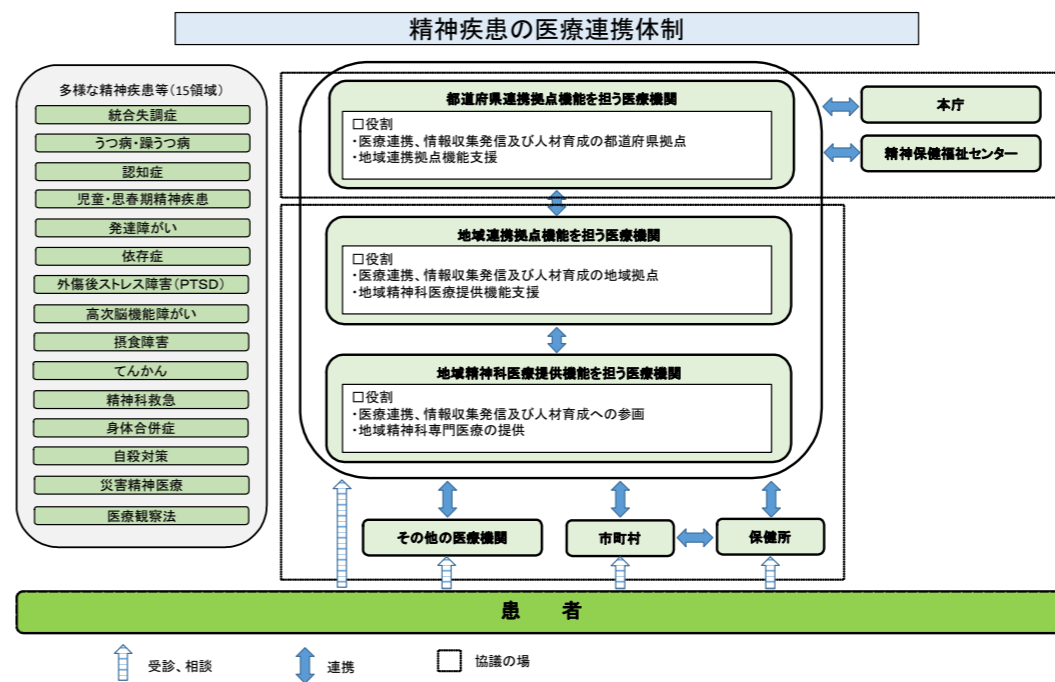 精神疾患の医療連携体制
多様な精神疾患等(15領域)
統合失調症
うつ病・躁うつ病
認知症
児童・思春期精神疾患
発達障がい
依存症
外傷後ストレス障害(PTSD)
高次脳機能障がい
摂食障害
てんかん
精神科救急
身体合併症
自殺対策
災害精神医療
医療観察法
都道府県連携拠点機能を担う医療機関
□役割
・医療連携、情報収集発信及び人材育成の都道府県拠点
・地域連携拠点機能支援
本庁
精神保健福祉センター
地域連携拠点機能を担う医療機関
□役割
・医療連携、情報収集発信及び人材育成の地域拠点
・地域精神科医療提供機能支援
地域精神科医療提供機能を担う医療機関
□役割
・医療連携、情報収集発信及び人材育成への参画
・地域精神科専門医療の提供
その他の医療機関
市町村
保健所
患 者
受診、相談
連携
協議の場